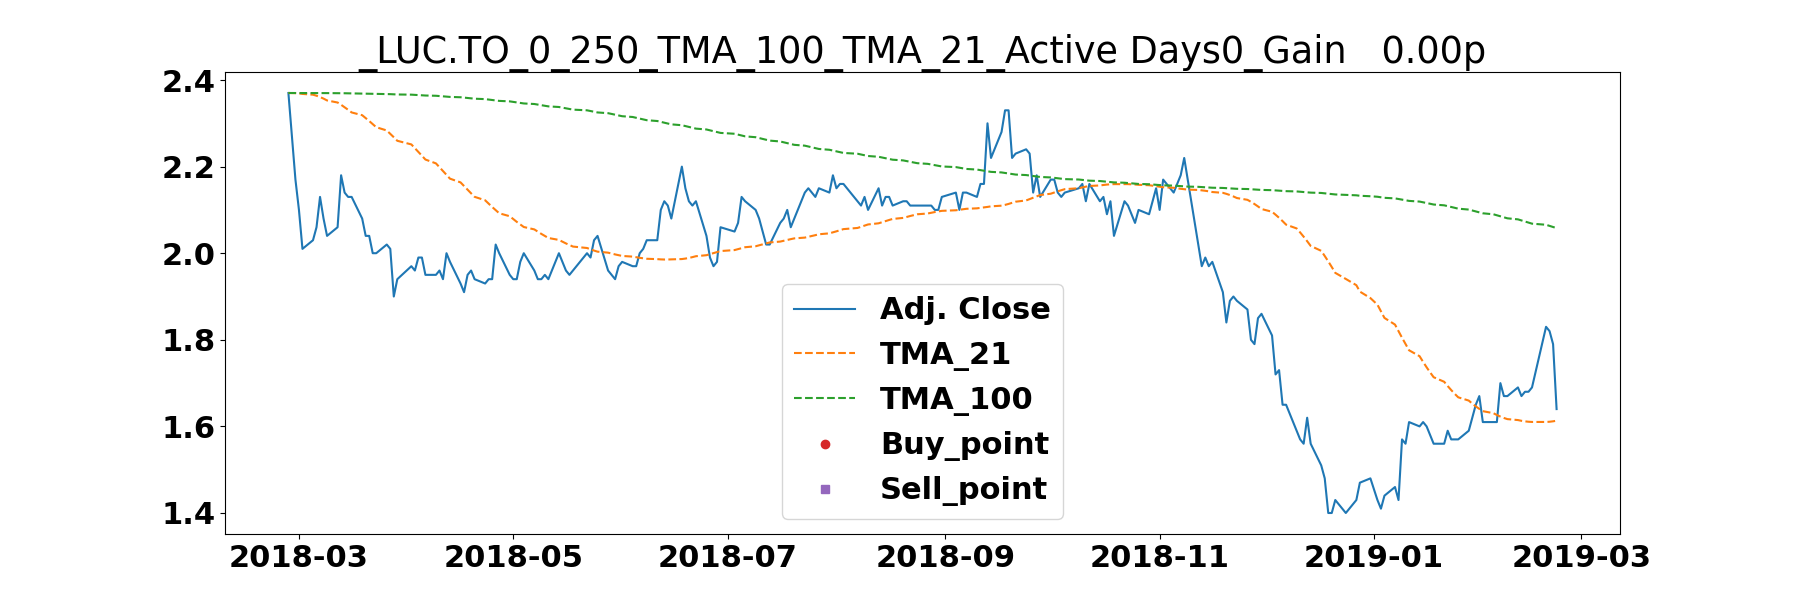 _LUC.TO_0_250_TMA_100_TMA_21_Active Days0_Gain   0.00p
2.4
2.2
2.0
1.8
1.6
1.4
Adj. Close
TMA_21
TMA_100
Buy_point
Sell_point
2018-03 2018-05 2018-07 2018-09 2018-11 2019-01 2019-03